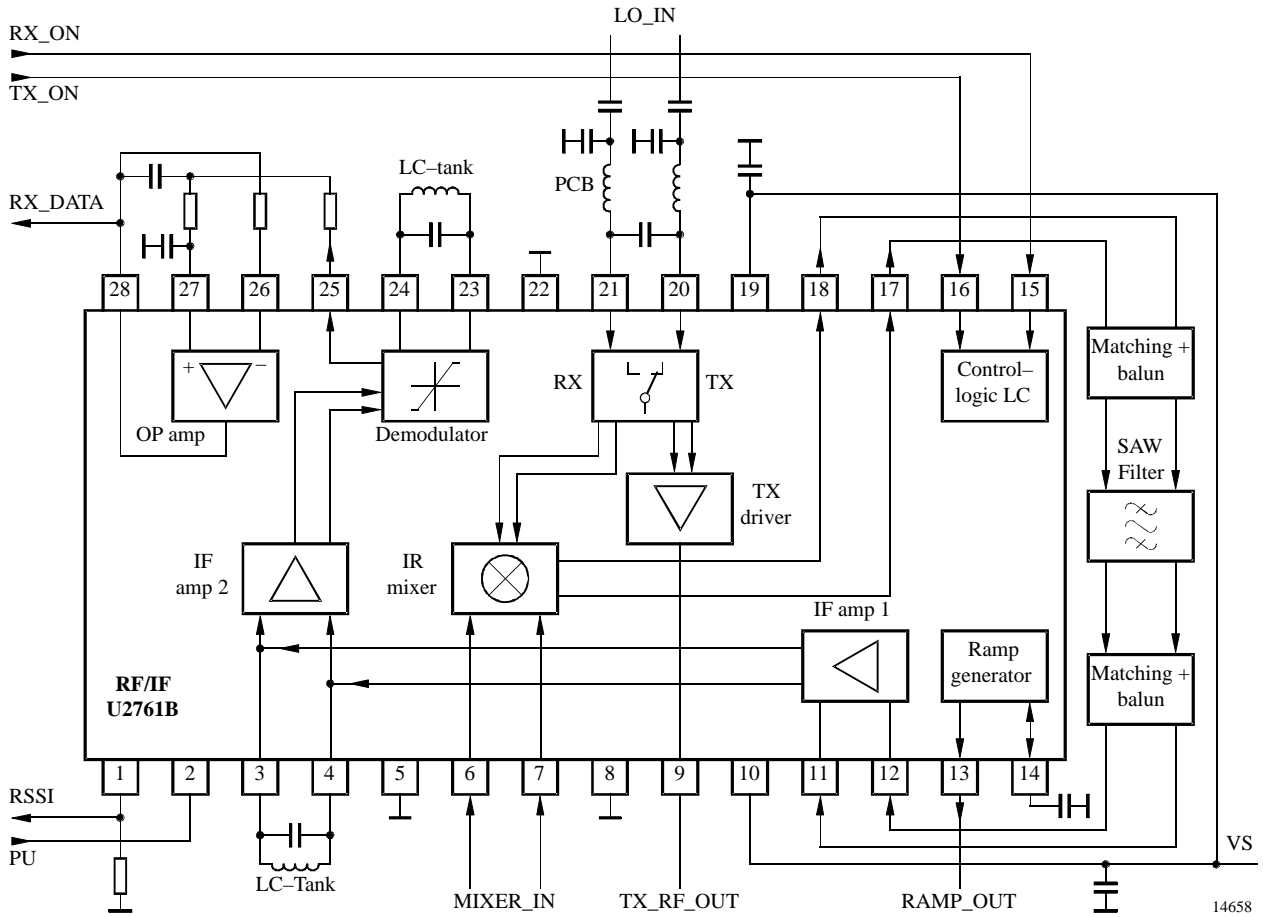 LO_IN
RX_ON
TX_ON
LC–tank
PCB
RX_DATA
28
27
26
25
24
23
22
21
20
19
18
17
16
15
+
–
OP amp
Demodulator
RX
TX
Control–
logic LC
Matching +
balun
SAW
Filter
TX
driver
IF
amp 2
IR
mixer
IF amp 1
Ramp
generator
Matching +
balun
RF/IF
U2761B
1
2
3
4
5
6
7
8
9
10
11
12
13
14
RSSI
PU
VS
LC–Tank
MIXER_IN
TX_RF_OUT
RAMP_OUT
14658